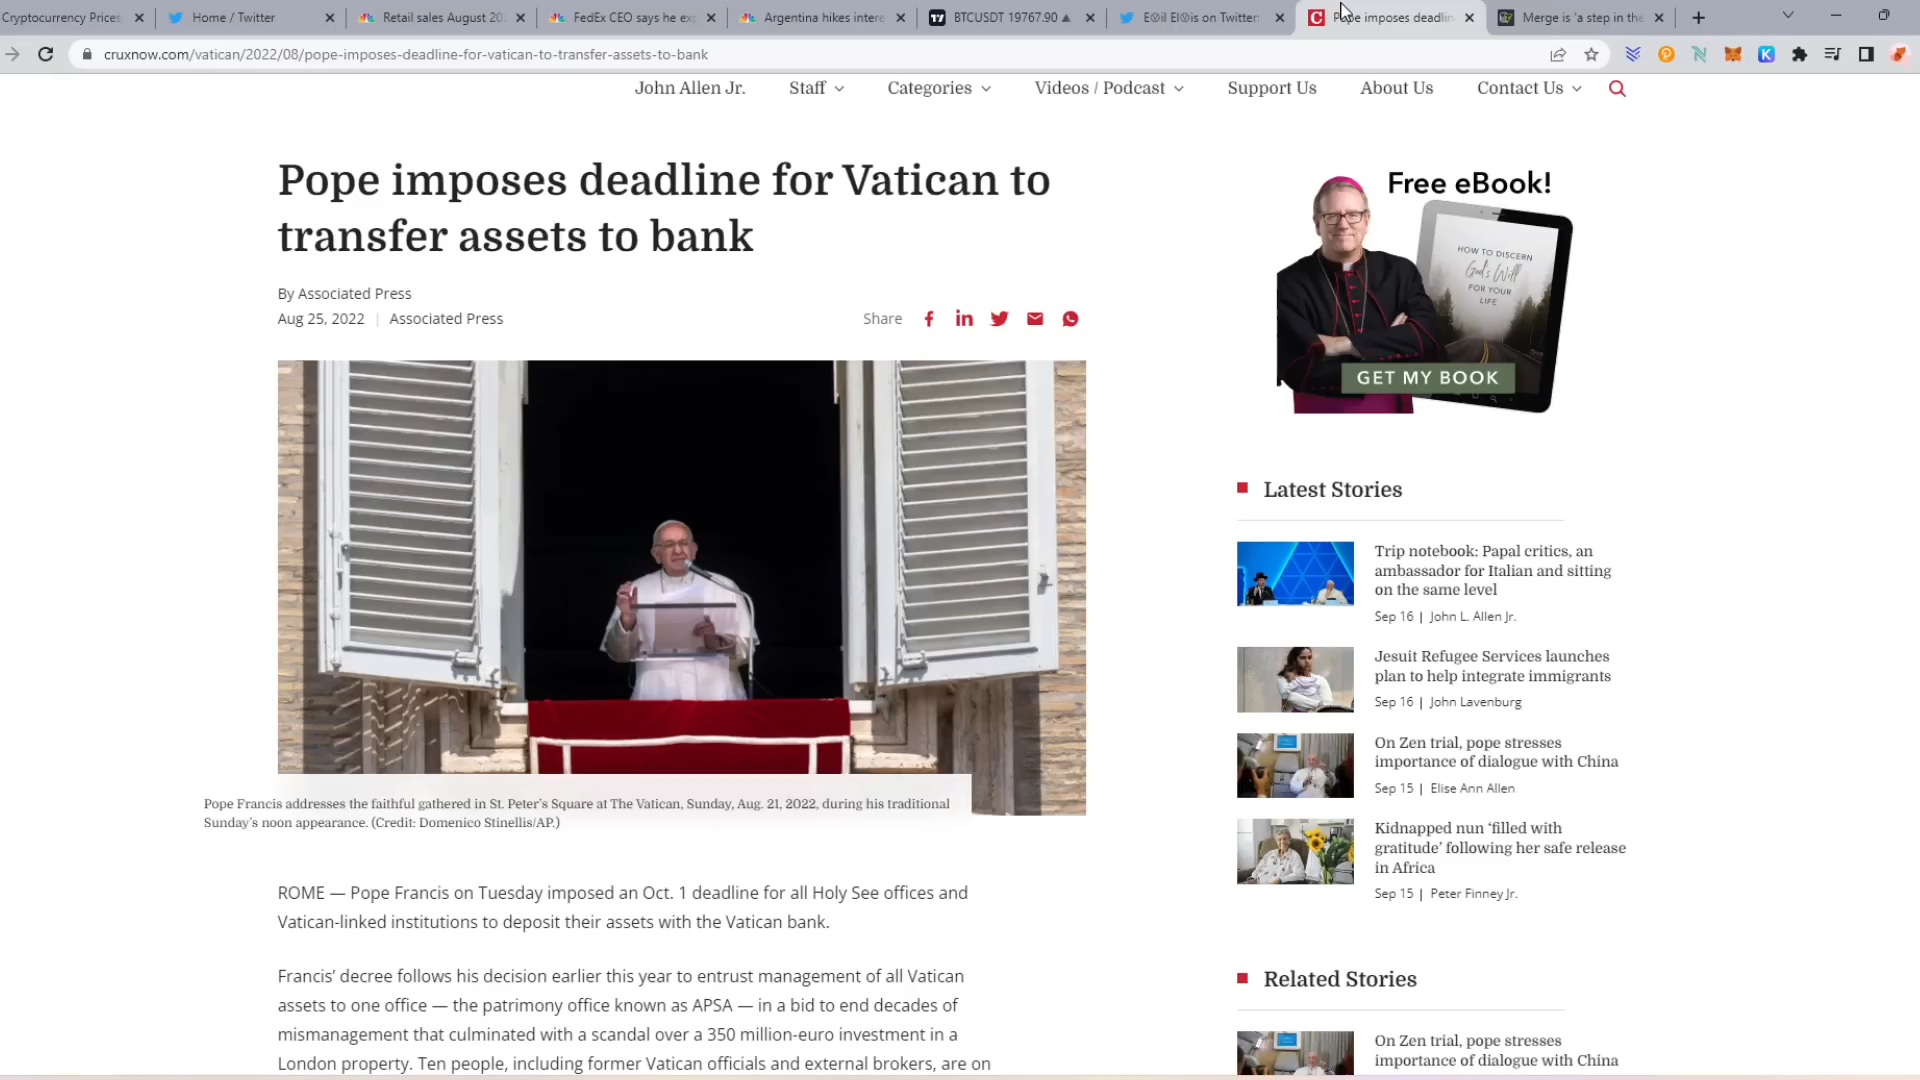 Cryptocurrency Prices
Home / Twitter
Retail sales August 20
FedEx CEO says he ex
Argentina hikes intere
BTCUSDT 19767.90 ▲
is on Twitter:
Pope imposes deadlin
Merge is 'a step in the
cruxnow.com/vatican/2022/08/pope-imposes-deadline-for-vatican-to-transfer-assets-to-bank
John Allen Jr.
Staff
Categories
Videos / Podcast
Support Us
About Us
Contact Us
Pope imposes deadline for Vatican to
transfer assets to bank
By Associated Press
Aug 25, 2022 | Associated Press
Share
Pope Francis addresses the faithful gathered in St. Peter's Square at The Vatican, Sunday, Aug. 21, 2022, during his traditional
Sunday's noon appearance. (Credit: Domenico Stinellis/AP.)
ROME — Pope Francis on Tuesday imposed an Oct. 1 deadline for all Holy See offices and
Vatican-linked institutions to deposit their assets with the Vatican bank.
Francis' decree follows his decision earlier this year to entrust management of all Vatican
assets to one office — the patrimony office known as APSA — in a bid to end decades of
mismanagement that culminated with a scandal over a 350 million-euro investment in a
London property. Ten people, including former Vatican officials and external brokers, are on
Free eBook!
HOW TO DISCERN
God's Will
FOR YOUR
LIFE
GET MY BOOK
Latest Stories
Trip notebook: Papal critics, an
ambassador for Italian and sitting
on the same level
Sep 16 | John L. Allen Jr.
Jesuit Refugee Services launches
plan to help integrate immigrants
Sep 16 | John Lavenburg
On Zen trial, pope stresses
importance of dialogue with China
Sep 15 | Elise Ann Allen
Kidnapped nun 'filled with
gratitude' following her safe release
in Africa
Sep 15 | Peter Finney Jr.
Related Stories
On Zen trial, pope stresses
importance of dialogue with China